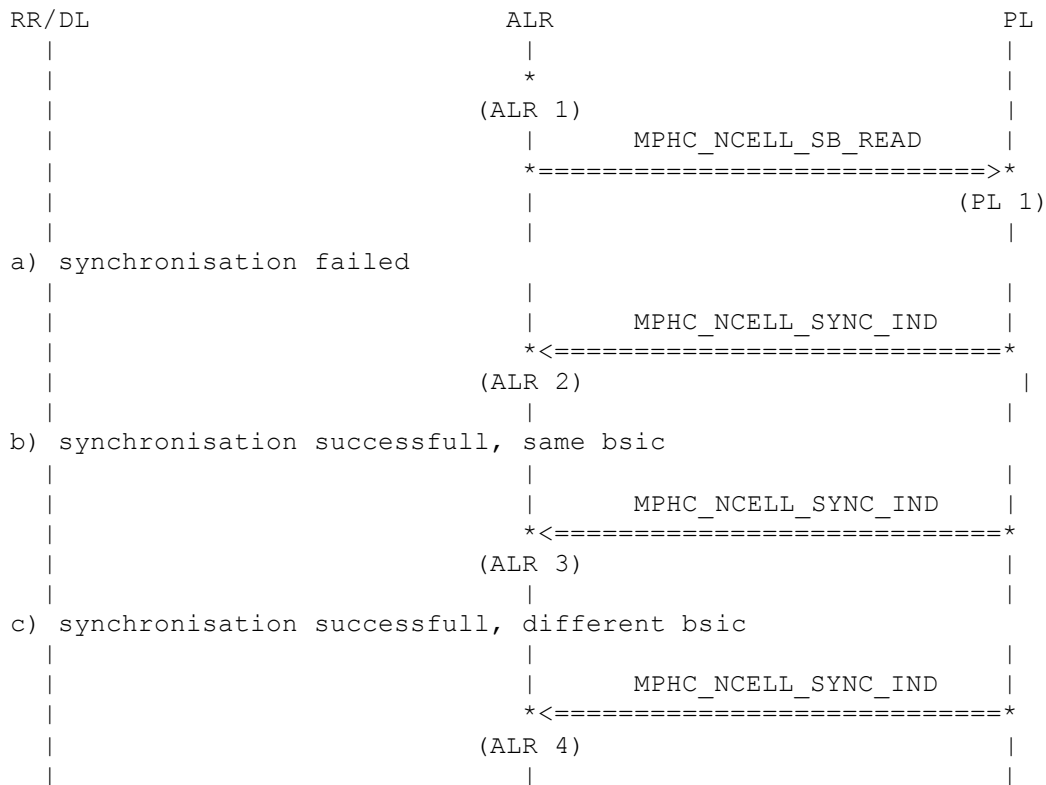 RR/DL                          ALR                            PL
  |                             |                             |
  |                             *                             |
  |                          (ALR 1)                          |
  |                             |      MPHC_NCELL_SB_READ     |
  |                             *============================>*
  |                             |                          (PL 1)
  |                             |                             |
a) synchronisation failed
  |                             |                             |
  |                             |      MPHC_NCELL_SYNC_IND    |
  |                             *<============================*
  |                          (ALR 2)                           |
  |                             |                             |
b) synchronisation successfull, same bsic
  |                             |                             |
  |                             |      MPHC_NCELL_SYNC_IND    |
  |                             *<============================*
  |                          (ALR 3)                          |
  |                             |                             |
c) synchronisation successfull, different bsic
  |                             |                             |
  |                             |      MPHC_NCELL_SYNC_IND    |
  |                             *<============================*
  |                          (ALR 4)                          |
  |                             |                             |